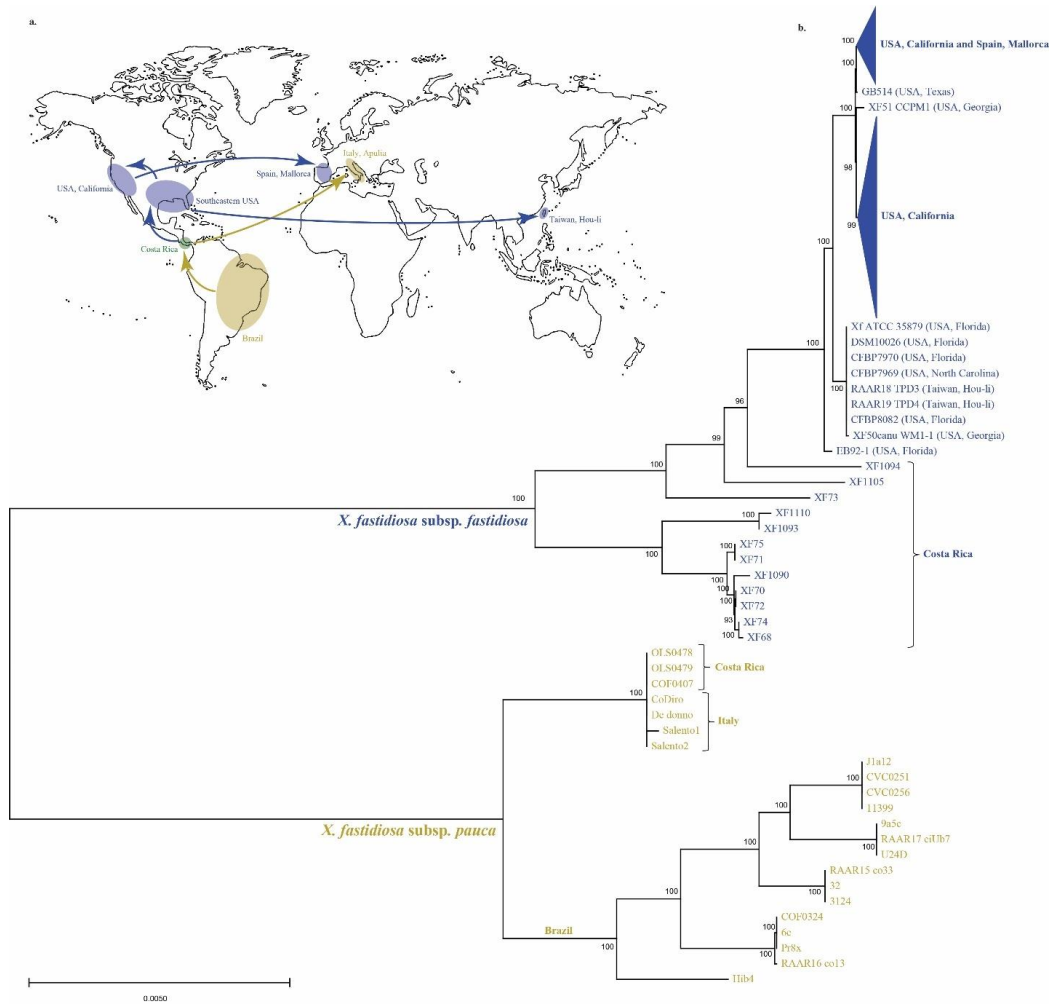 a.
Italy, Apulia
USA, California
Spain, Mallorca
Southeastern USA
Taiwan, Hou-li
Costa Rica
Brazil
b.
100
USA, California and Spain, Mallorca
100
GB514 (USA, Texas)
100
XF51 CCPM1 (USA, Georgia)
98
USA, California
99
100
Xf ATCC 35879 (USA, Florida)
DSM10026 (USA, Florida)
CFBP7970 (USA, Florida)
CFBP7969 (USA, North Carolina)
100
RAAR18 TPD3 (Taiwan, Hou-li)
RAAR19 TPD4 (Taiwan, Hou-li)
CFBP8082 (USA, Florida)
XF50canu WM1-1 (USA, Georgia)
100
EB92-1 (USA, Florida)
96
XF1094
99
XF1105
100
XF73
100
X. fastidiosa subsp. fastidiosa
XF1110
100
XF1093
Costa Rica
100
XF75
100
XF71
XF1090
100
XF70
100
XF72
93
XF74
100
XF68
OLS0478
OLS0479
Costa Rica
COF0407
100
CoDiro
De donno
Italy
Salento1
Salento2
X. fastidiosa subsp. pauca
J1a12
100
CVC0251
CVC0256
11399
100
9a5c
RAAR17 ciUb7
100
U24D
100
RAAR15 co33
100
32
3124
100
COF0324
100
6c
Pr8x
100
RAAR16 co13
Brazil
100
Hib4
0.0050